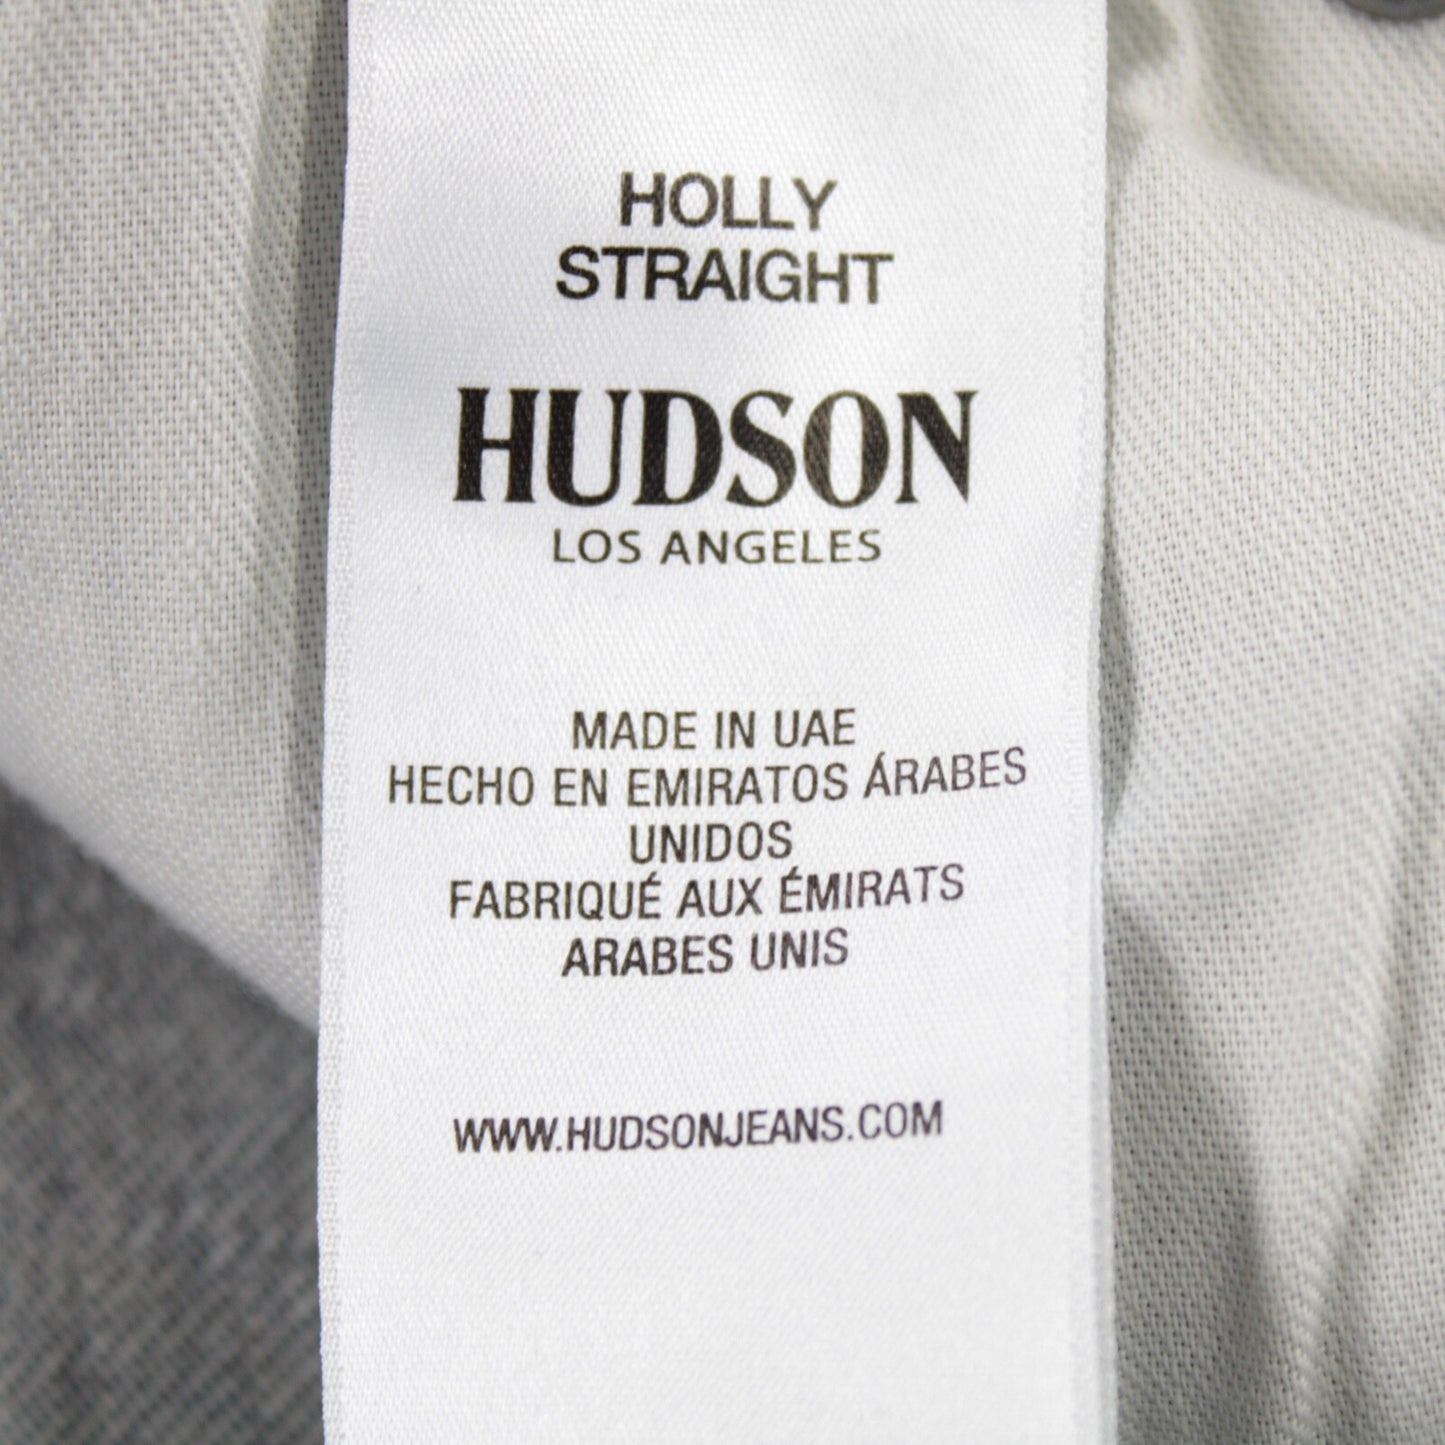 HOLLY
STRAIGHT
HUDSON
LOS ANGELES
MADE IN UAE
HECHO EN EMIRATOS ÁRABES
UNIDOS
FABRIQUÉ AUX ÉMIRATS
ARABES UNIS
WWW.HUDSONJEANS.COM